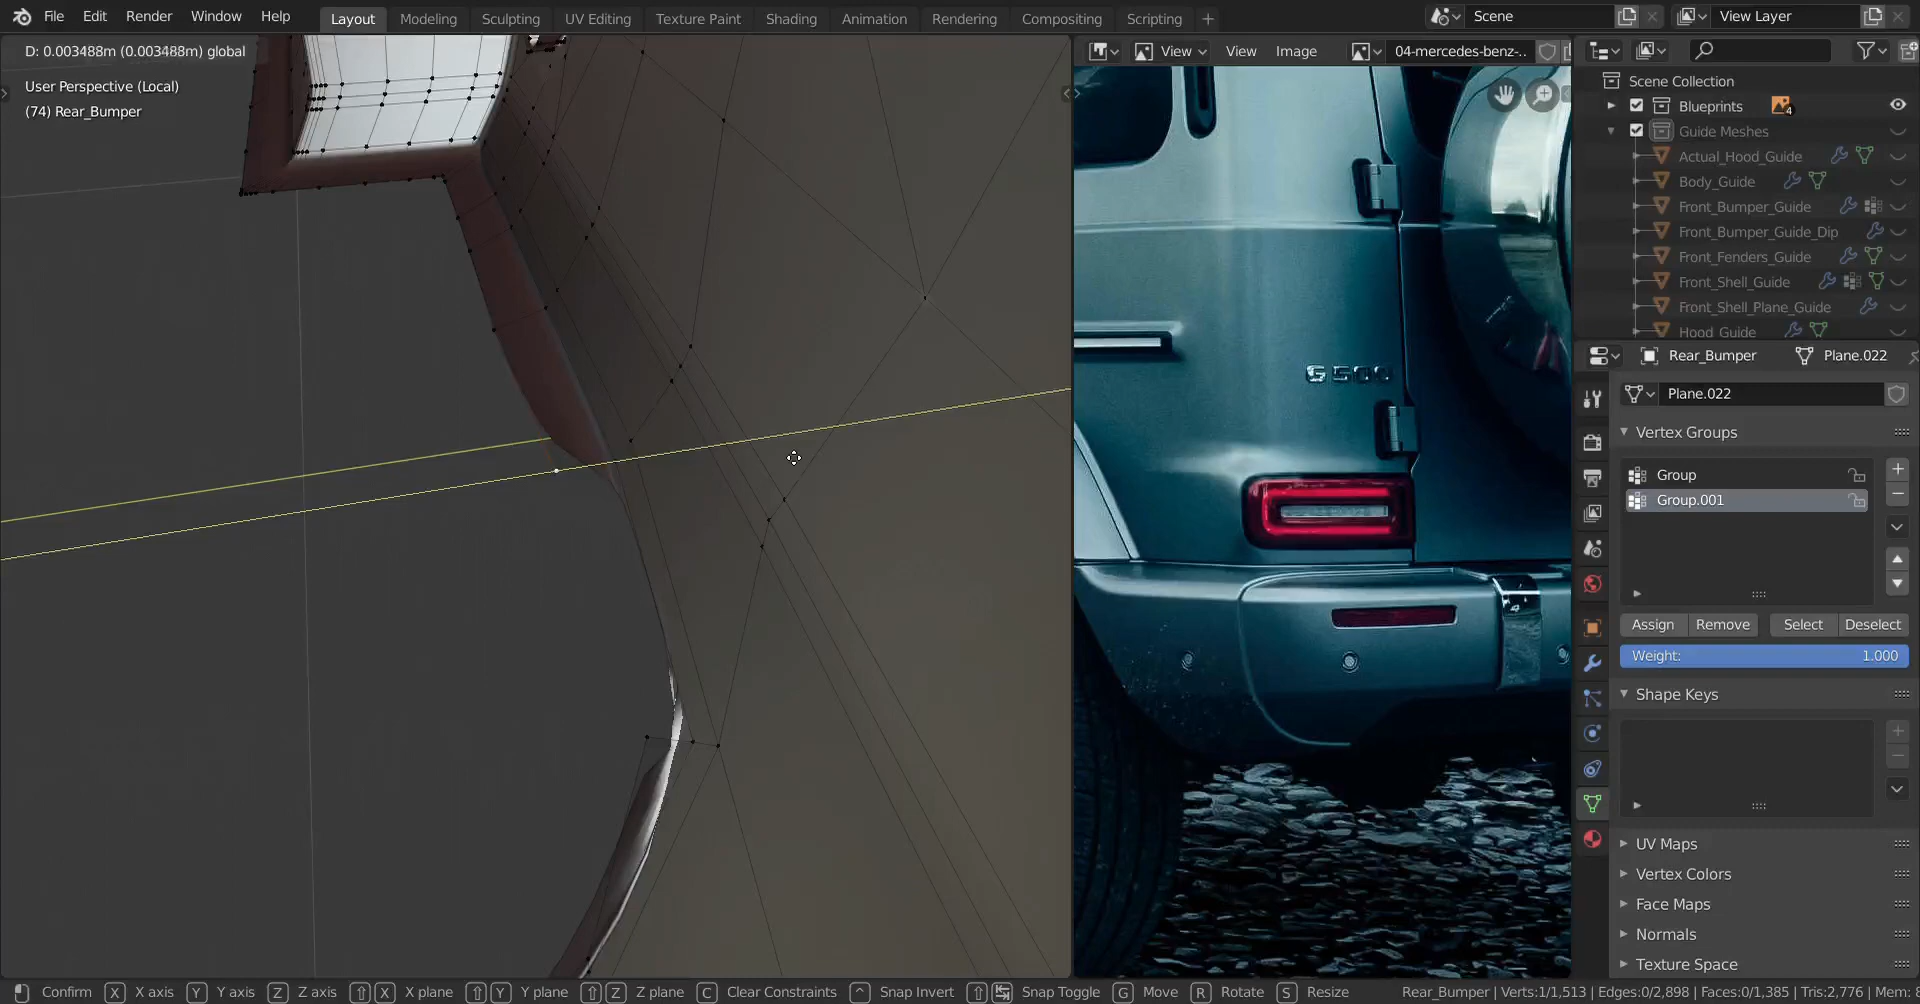 File Edit Render Window Help Layout Modeling Sculpting UV Editing Texture Paint Shading Animation Rendering Compositing Scripting + Scene View Layer
D: 0.003488m (0.003488m) global
User Perspective (Local)
(74) Rear_Bumper
View View Image 04-mercedes-benz-..
G 500
Scene Collection
Blueprints 4
Guide Meshes
Actual_Hood_Guide
Body_Guide
Front_Bumper_Guide
Front_Bumper_Guide_Dip
Front_Fenders_Guide
Front_Shell_Guide
Front_Shell_Plane_Guide
Hood_Guide
Rear_Bumper Plane.022
Plane.022
Vertex Groups
Group
Group.001
Assign Remove Select Deselect
Weight: 1.000
Shape Keys
UV Maps
Vertex Colors
Face Maps
Normals
Texture Space
Confirm X X axis Y Y axis Z Z axis X X plane Y Y plane Z Z plane C Clear Constraints ^ Snap Invert Snap Toggle G Move R Rotate S Resize Rear_Bumper | Verts:1/1,513 | Edges:0/2,898 | Faces:0/1,385 | Tris:2,776 | Mem: